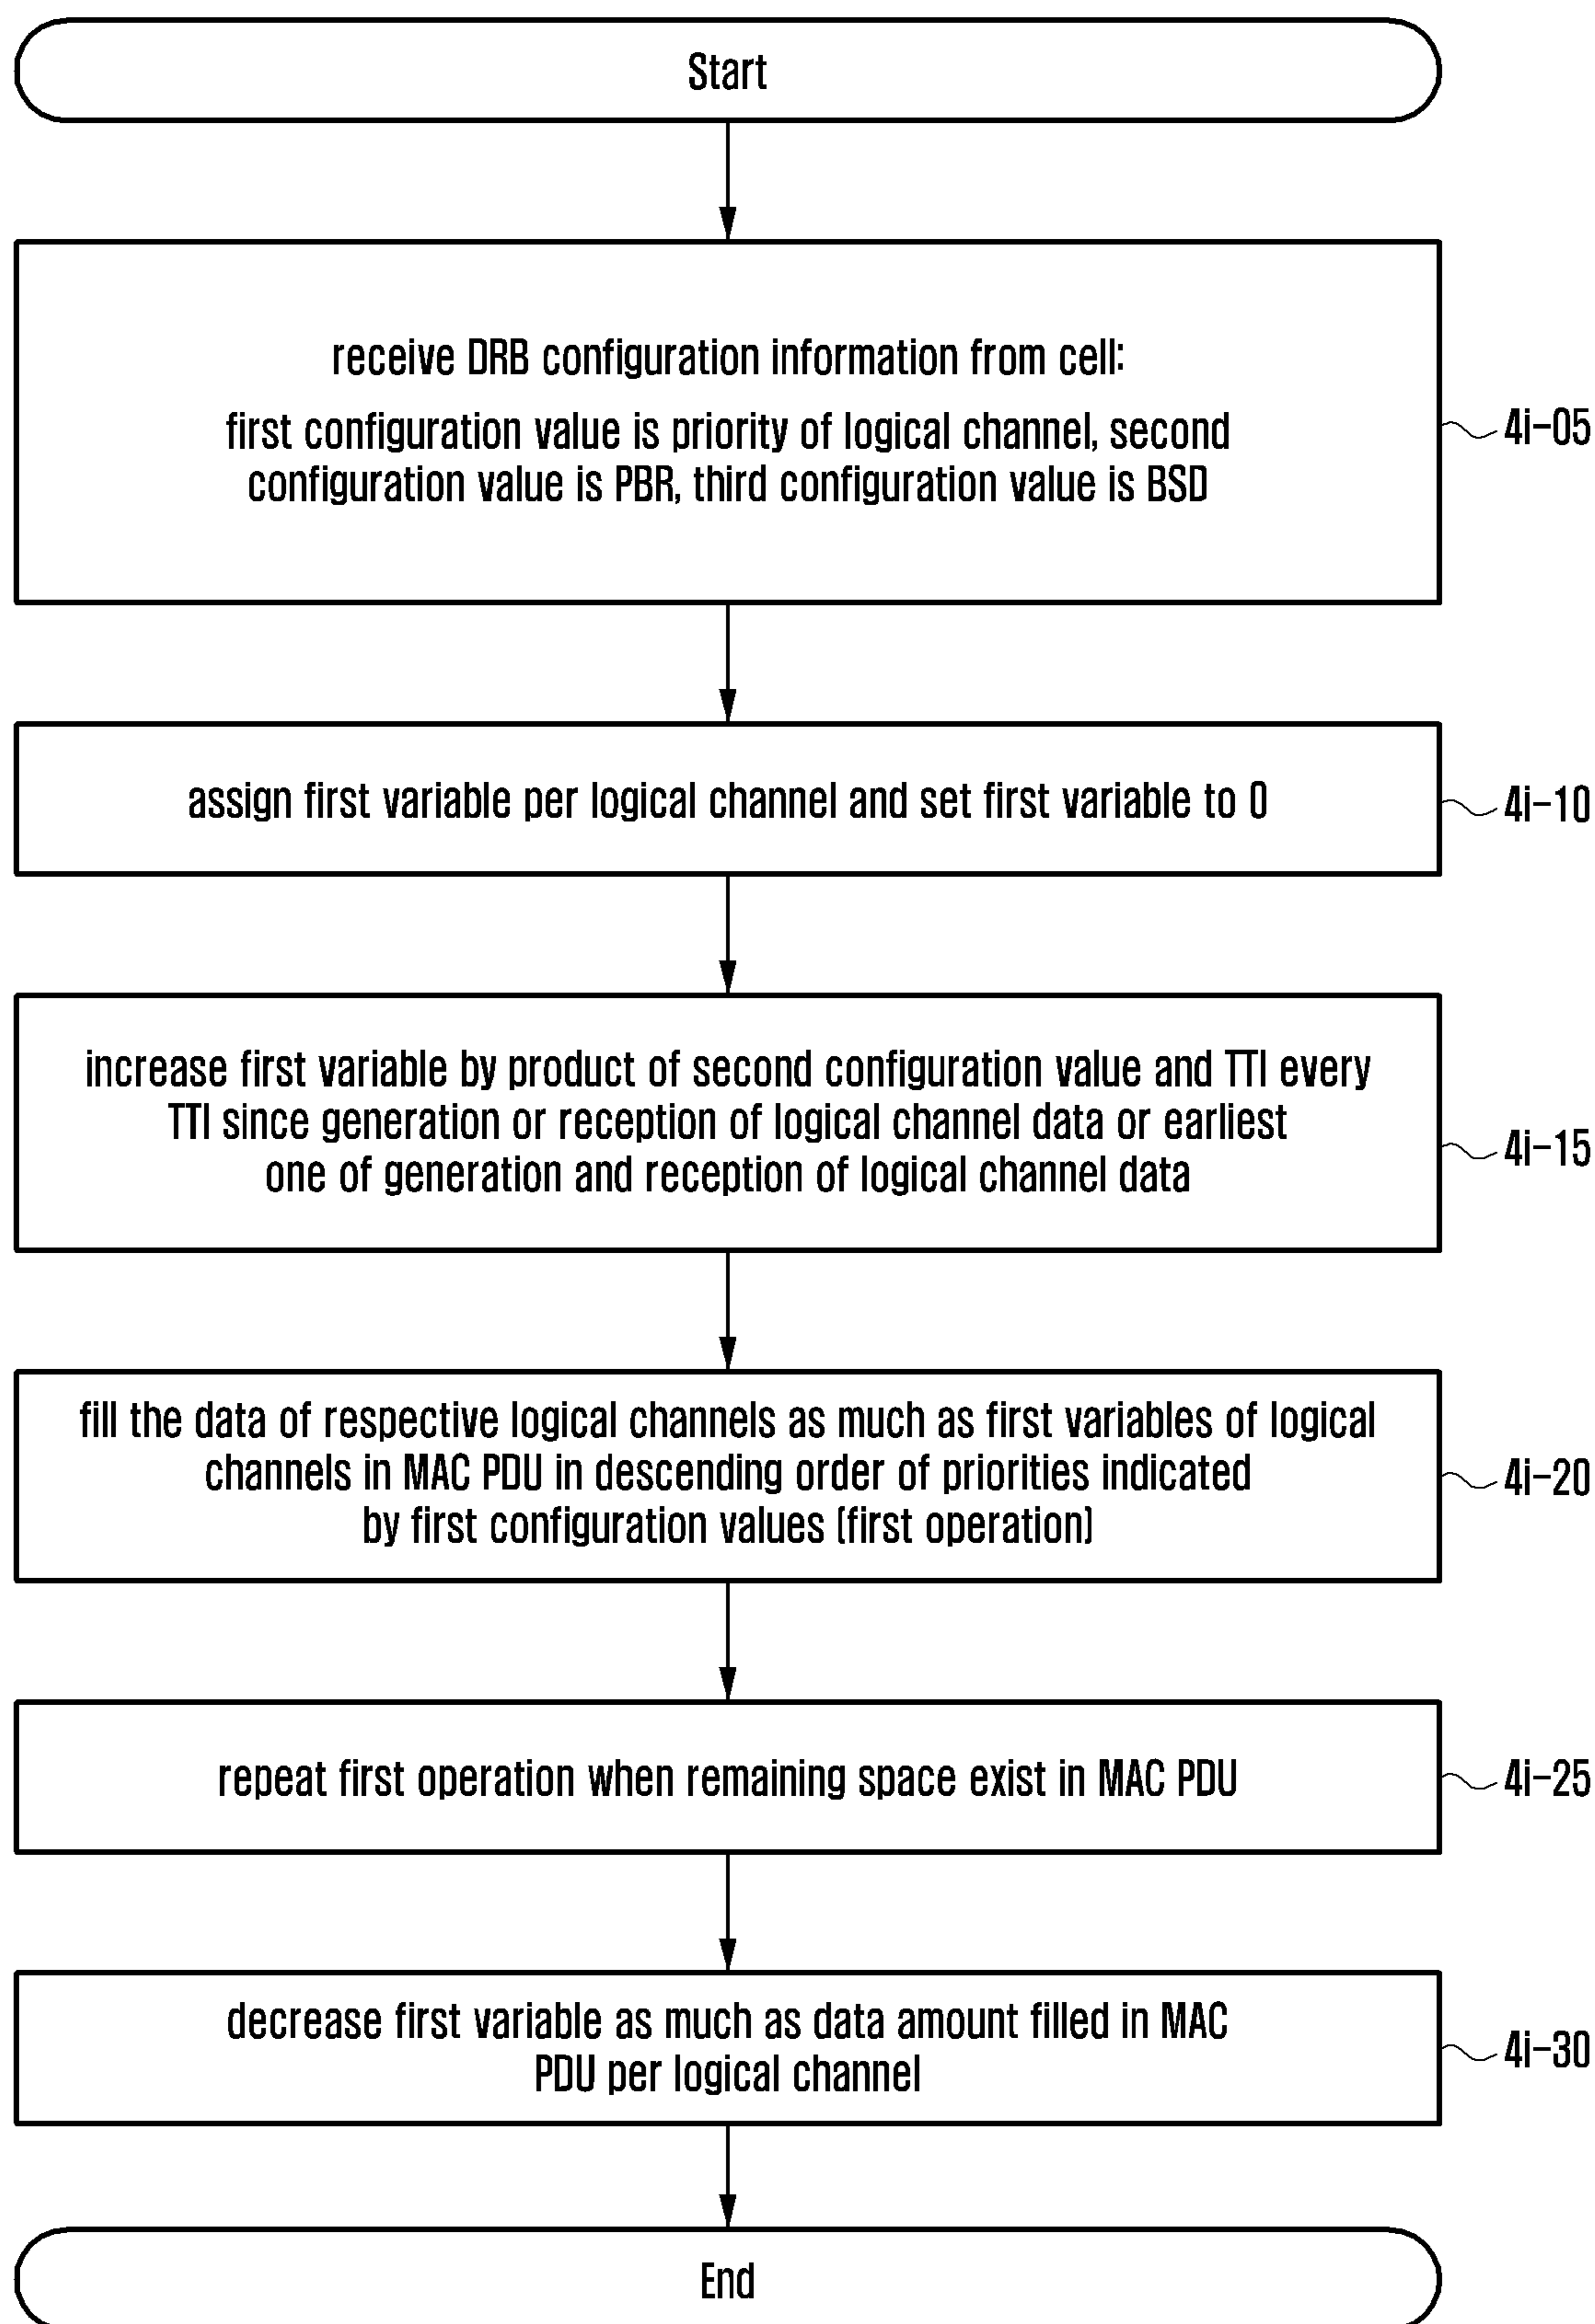 Start
receive DRB configuration information from cell:
first configuration value is priority of logical channel, second
configuration value is PBR, third configuration value is BSD
4i-05
assign first variable per logical channel and set first variable to 0
4i-10
increase first variable by product of second configuration value and TTI every
TTI since generation or reception of logical channel data or earliest
one of generation and reception of logical channel data
4i-15
fill the data of respective logical channels as much as first variables of logical
channels in MAC PDU in descending order of priorities indicated
by first configuration values (first operation)
4i-20
repeat first operation when remaining space exist in MAC PDU
4i-25
decrease first variable as much as data amount filled in MAC
PDU per logical channel
4i-30
End